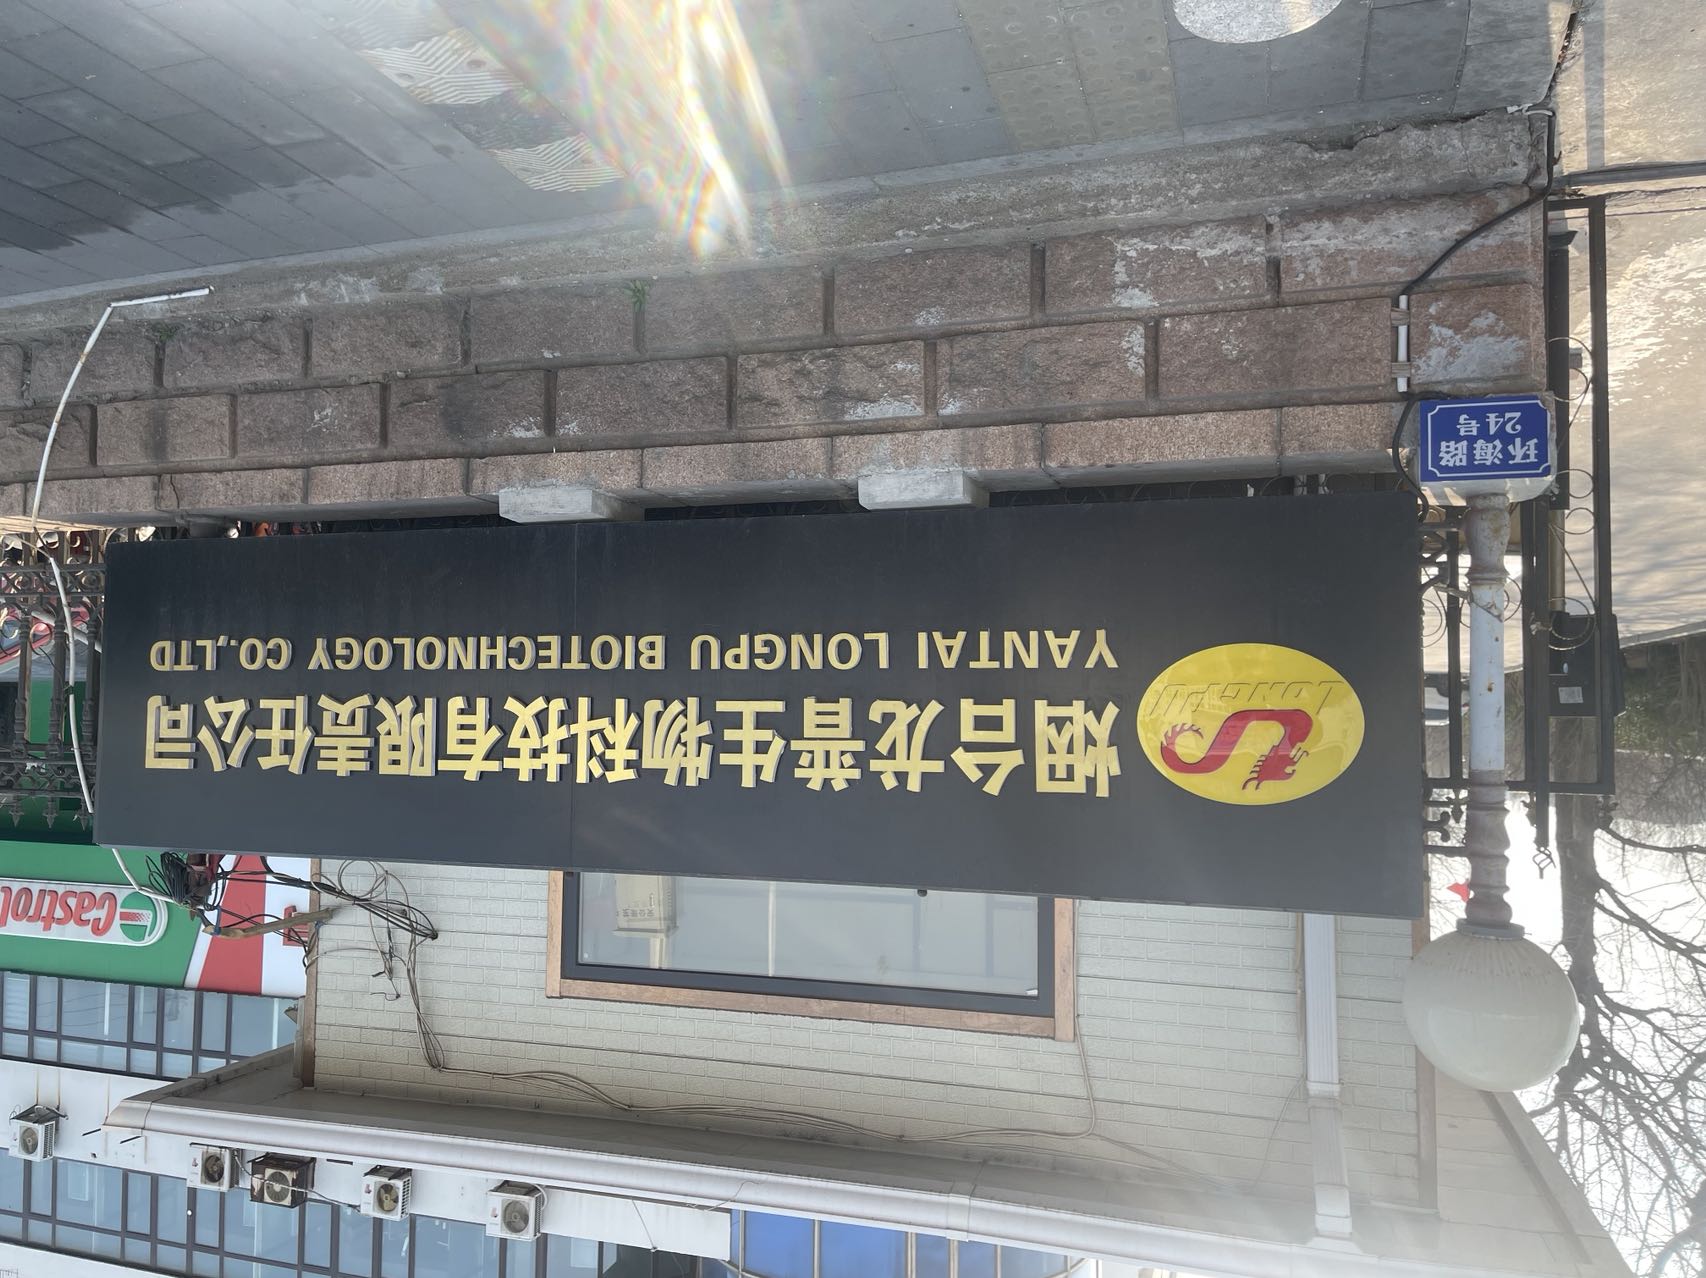 LONGPU
烟台龙普生物科技有限责任公司
YANTAI LONGPU BIOTECHNOLOGY CO.,LTD
环海路
24号
Castrol